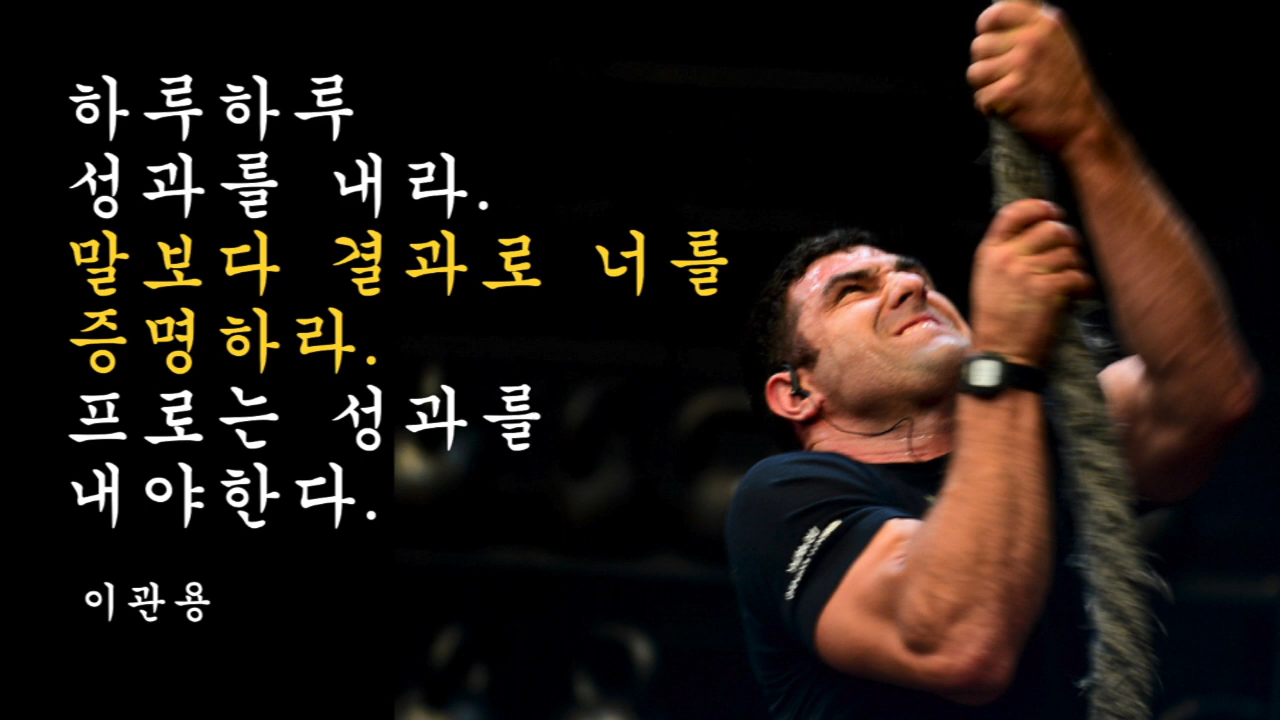 하루하루
성과를 내라.
말보다 결과로 너를
증명하라.
프로는 성과를
내야한다.
이관용